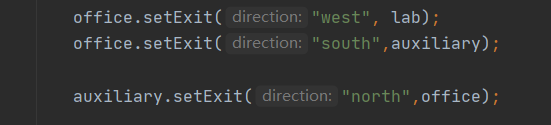 office.setExit( direction: "west", lab);
office.setExit( direction: "south",auxiliary);
auxiliary.setExit( direction: "north",office);